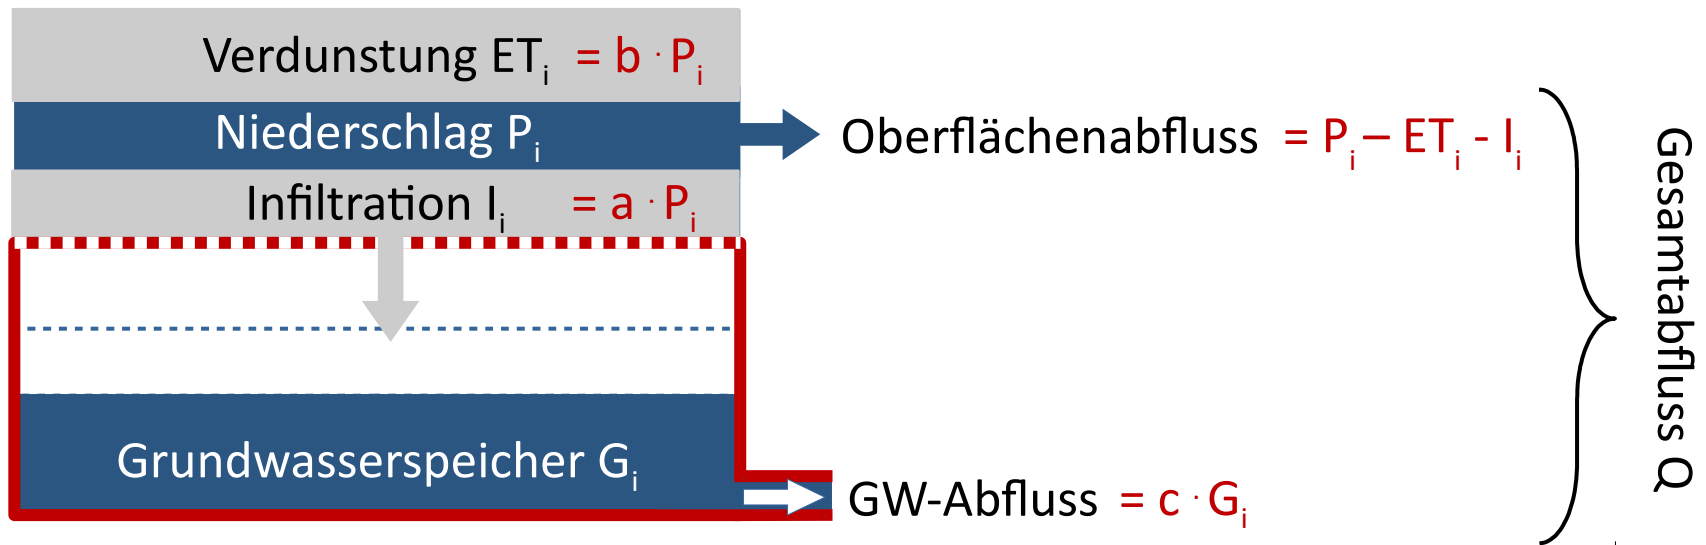 Verdunstung ETi = b · Pi
Niederschlag Pi
Oberflächenabfluss = Pi – ETi - Ii
Infiltration Ii = a · Pi
Grundwasserspeicher Gi
GW-Abfluss = c · Gi
Gesamtabfluss Q